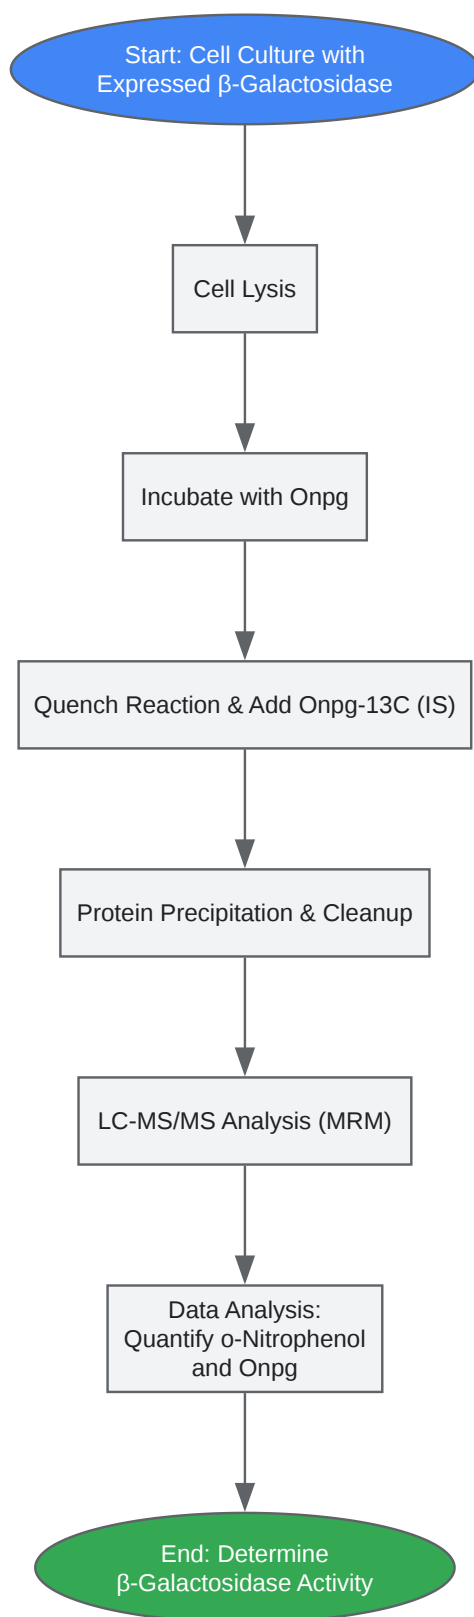 Start: Cell Culture with
Expressed β-Galactosidase
Cell Lysis
Incubate with Onpg
Quench Reaction & Add Onpg-13C (IS)
Protein Precipitation & Cleanup
LC-MS/MS Analysis (MRM)
Data Analysis:
Quantify o-Nitrophenol
and Onpg
End: Determine
β-Galactosidase Activity